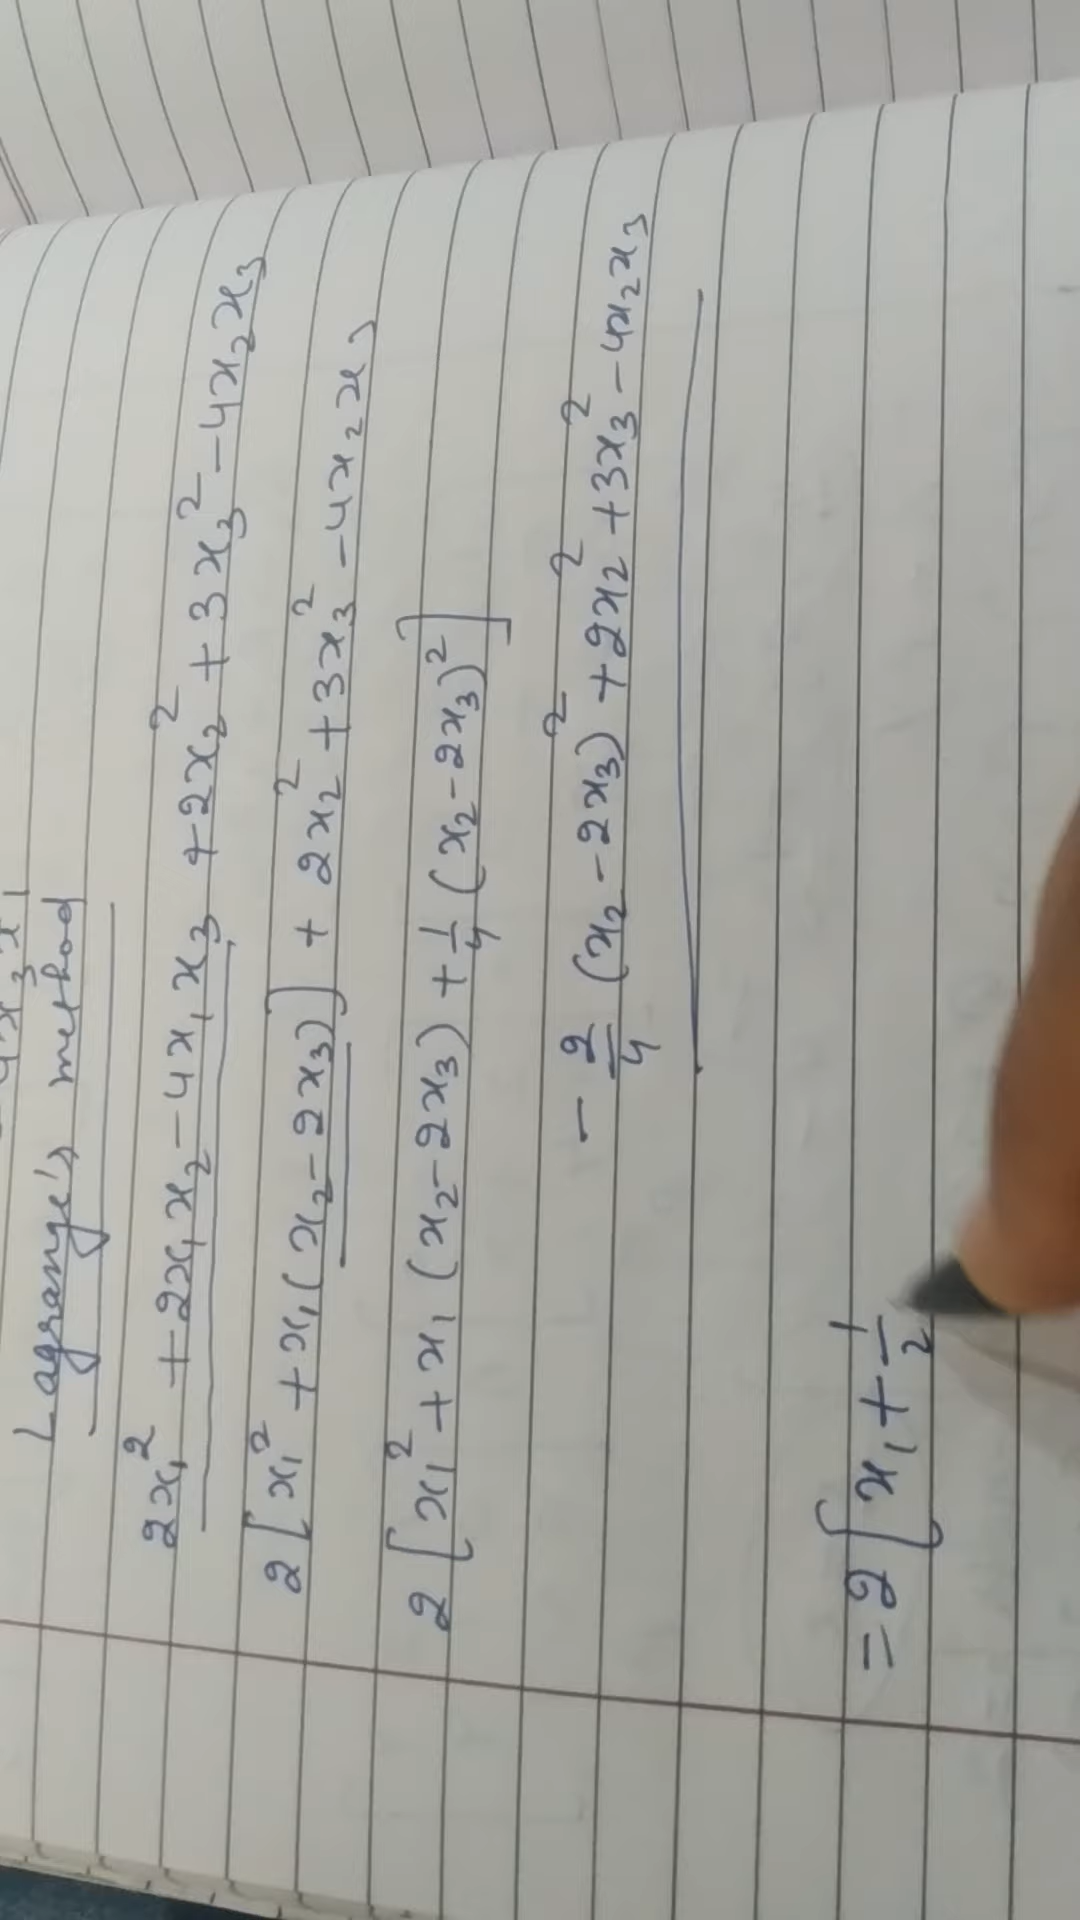 Lagrange's method
2x₁² + 2x₁x₂ - 4x₁x₃ + 2x₂² + 3x₃² - 4x₂x₃
2[x₁² + x₁(x₂ - 2x₃)] + 2x₂² + 3x₃² - 4x₂x₃
2[x₁² + x₁(x₂ - 2x₃) + 1/4 (x₂ - 2x₃)²]
- 2/4 (x₂ - 2x₃)² + 2x₂² + 3x₃² - 4x₂x₃
= 2[x₁ + 1/2